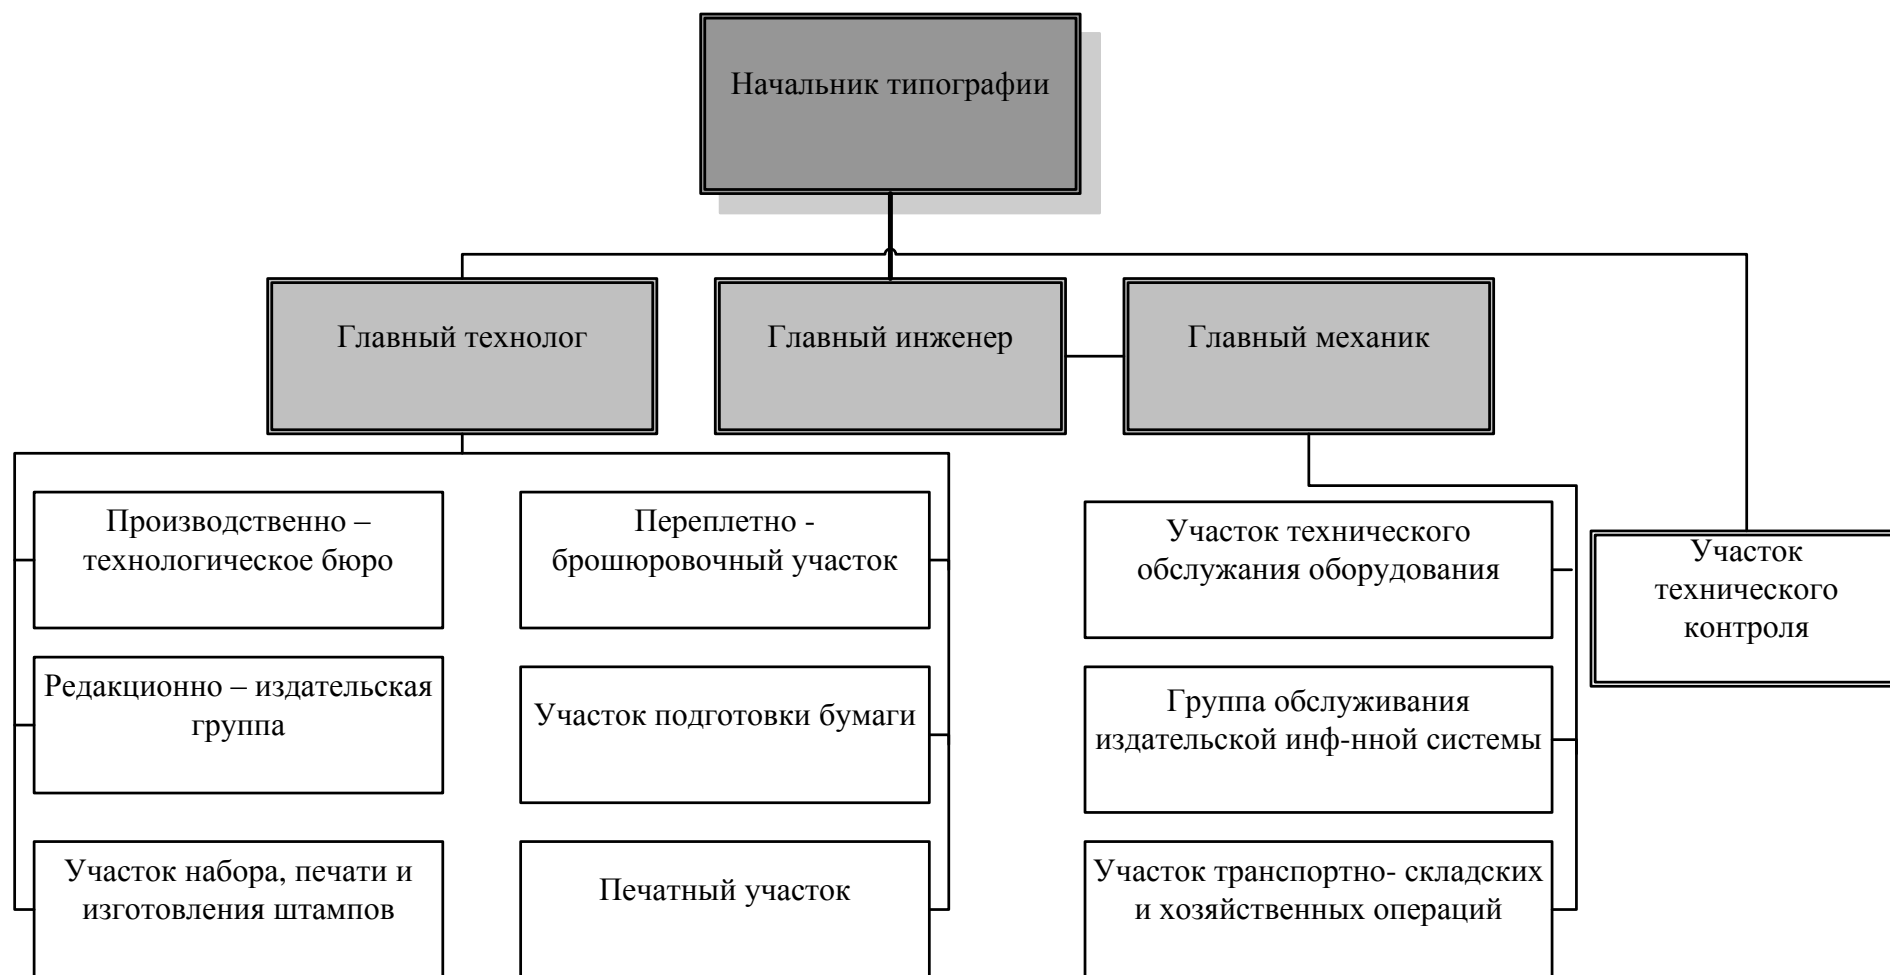 Начальник типографии
Главный технолог
Главный инженер
Главный механик
Производственно –
технологическое бюро
Переплетно -
брошюровочный участок
Участок технического
обслужания оборудования
Участок
технического
контроля
Редакционно – издательская
группа
Участок подготовки бумаги
Группа обслуживания
издательской инф-нной системы
Участок набора, печати и
изготовления штампов
Печатный участок
Участок транспортно- складских
и хозяйственных операций